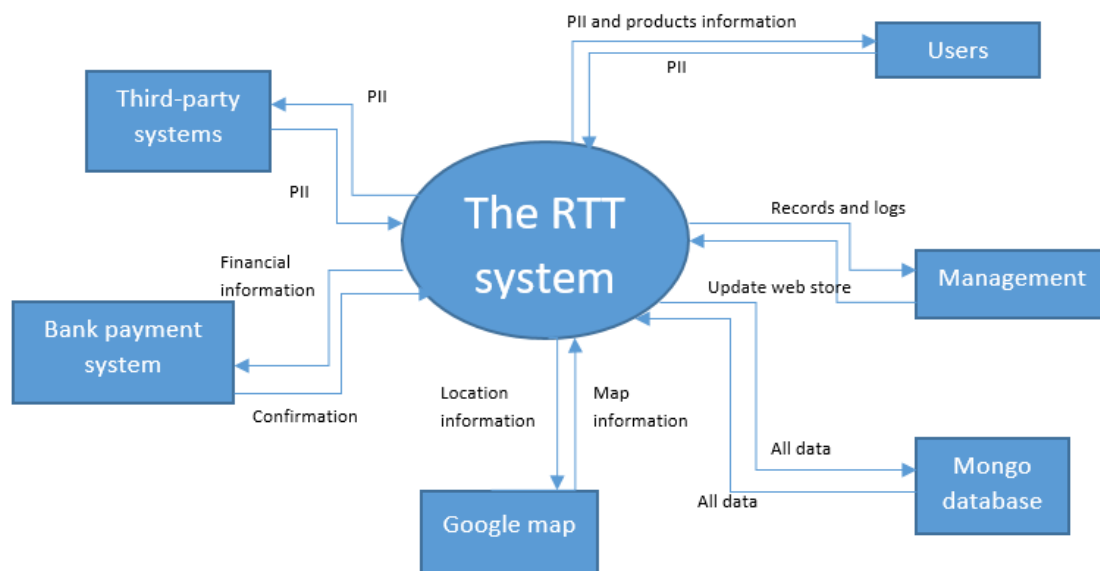 PII and products information
Users
PII
Third-party
systems
PII
PII
The RTT
system
Records and logs
Management
Update web store
Financial
information
Bank payment
system
Confirmation
Location
information
Map
information
All data
All data
Mongo
database
Google map